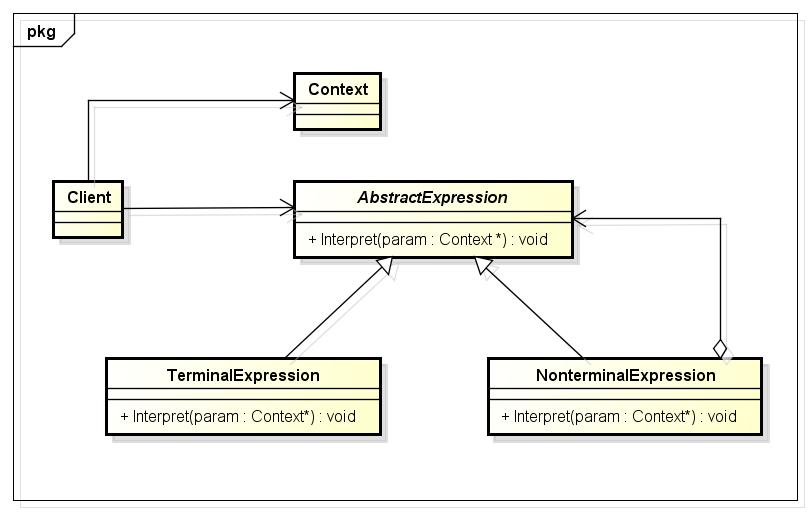 pkg
Context
Client
AbstractExpression
+ Interpret(param : Context *) : void
TerminalExpression
NonterminalExpression
+ Interpret(param : Context*) : void
+ Interpret(param : Context*) : void